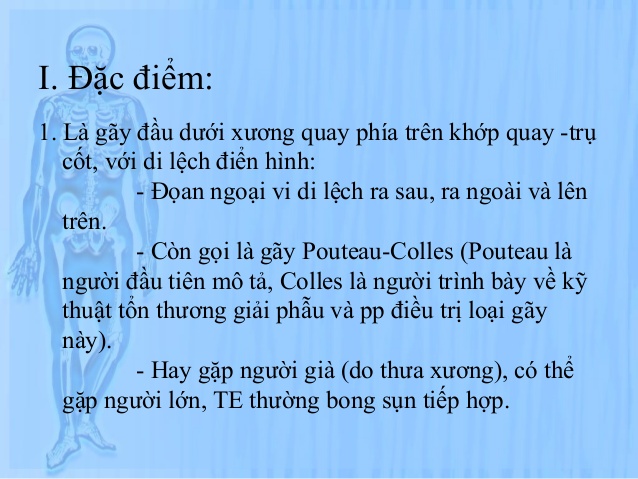 I. Đặc điểm:
1. Là gãy đầu dưới xương quay phía trên khớp quay -trụ
cốt, với di lệch điển hình:
- Đọan ngoại vi di lệch ra sau, ra ngoài và lên
trên.
- Còn gọi là gãy Pouteau-Colles (Pouteau là
người đầu tiên mô tả, Colles là người trình bày về kỹ
thuật tổn thương giải phẫu và pp điều trị loại gãy
này).
- Hay gặp người già (do thưa xương), có thể
gặp người lớn, TE thường bong sụn tiếp hợp.